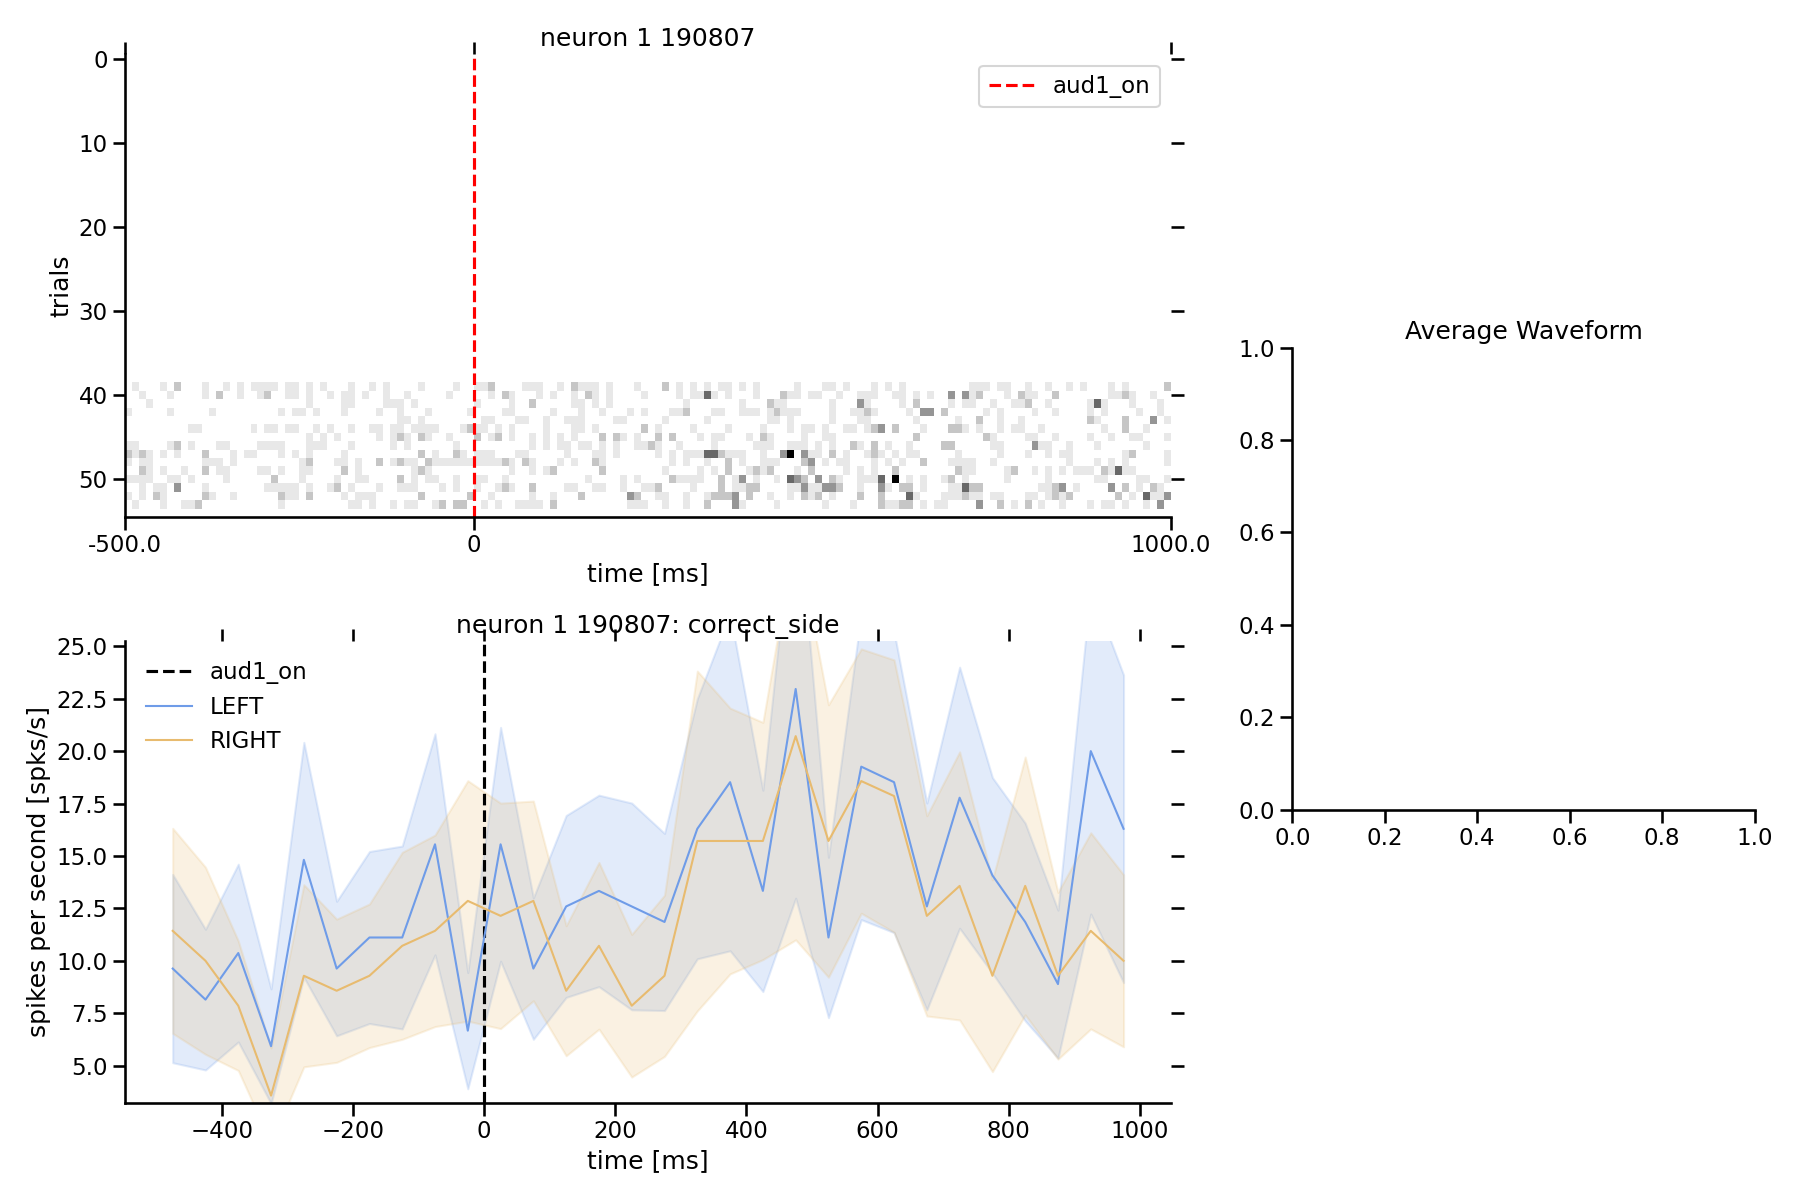 neuron 1 190807
aud1_on
0
10
20
30
40
50
trials
-500.0 0 1000.0
time [ms]
Average Waveform
1.0
0.8
0.6
0.4
0.2
0.0
0.0 0.2 0.4 0.6 0.8 1.0
neuron 1 190807: correct_side
aud1_on
LEFT
RIGHT
25.0
22.5
20.0
17.5
15.0
12.5
10.0
7.5
5.0
spikes per second [spks/s]
−400 −200 0 200 400 600 800 1000
time [ms]